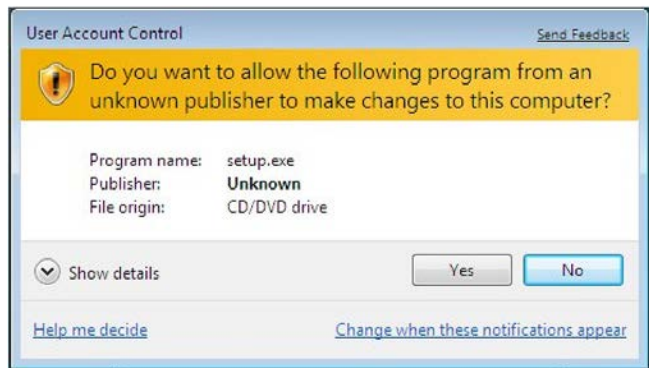 User Account Control
Send Feedback
Do you want to allow the following program from an
unknown publisher to make changes to this computer?
Program name: setup.exe
Publisher: Unknown
File origin: CD/DVD drive
Show details
Yes
No
Help me decide
Change when these notifications appear